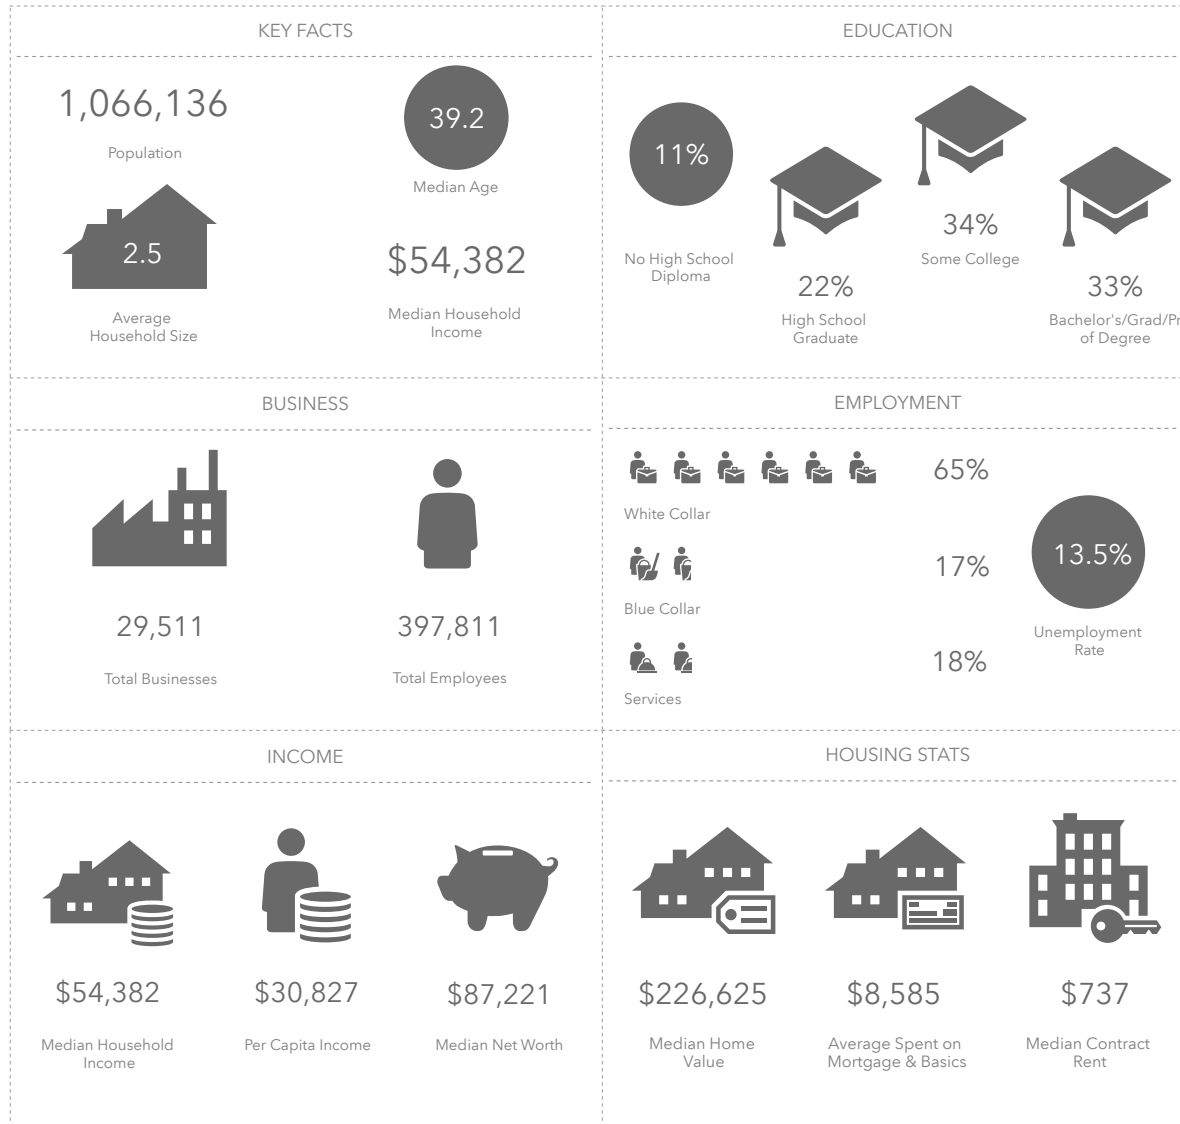 KEY FACTS
1,066,136
Population
39.2
Median Age
2.5
Average
Household Size
$54,382
Median Household
Income
EDUCATION
11%
No High School
Diploma
22%
High School
Graduate
34%
Some College
33%
Bachelor's/Grad/Pr
of Degree
BUSINESS
29,511
Total Businesses
397,811
Total Employees
EMPLOYMENT
65%
White Collar
17%
Blue Collar
18%
Services
13.5%
Unemployment
Rate
INCOME
$54,382
Median Household
Income
$30,827
Per Capita Income
$87,221
Median Net Worth
HOUSING STATS
$226,625
Median Home
Value
$8,585
Average Spent on
Mortgage & Basics
$737
Median Contract
Rent